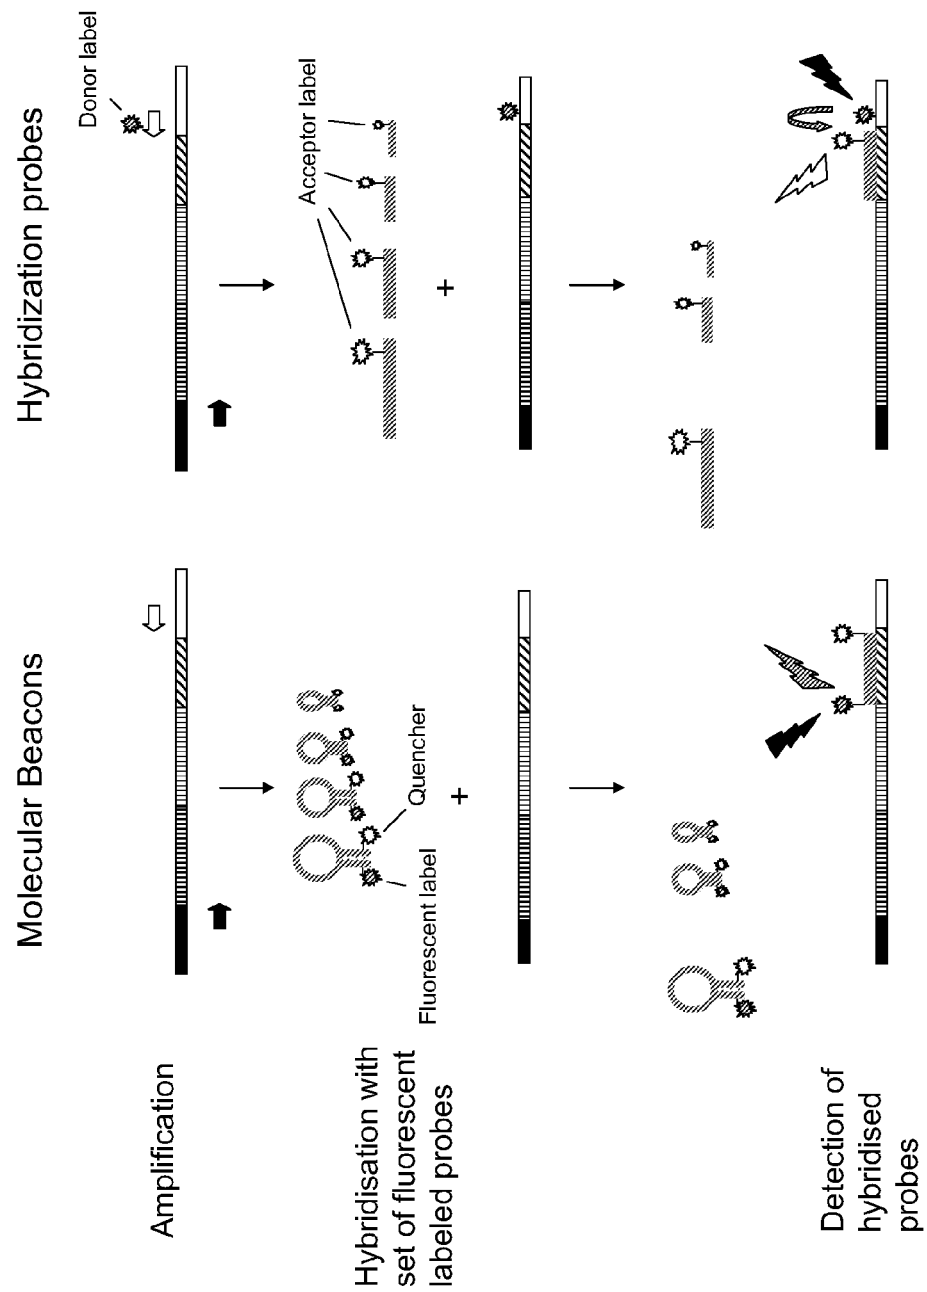 Molecular Beacons
Hybridization probes
Amplification
Donor label
Hybridisation with
set of fluorescent
labeled probes
Fluorescent label
Quencher
+
Acceptor label
+
Detection of
hybridised
probes